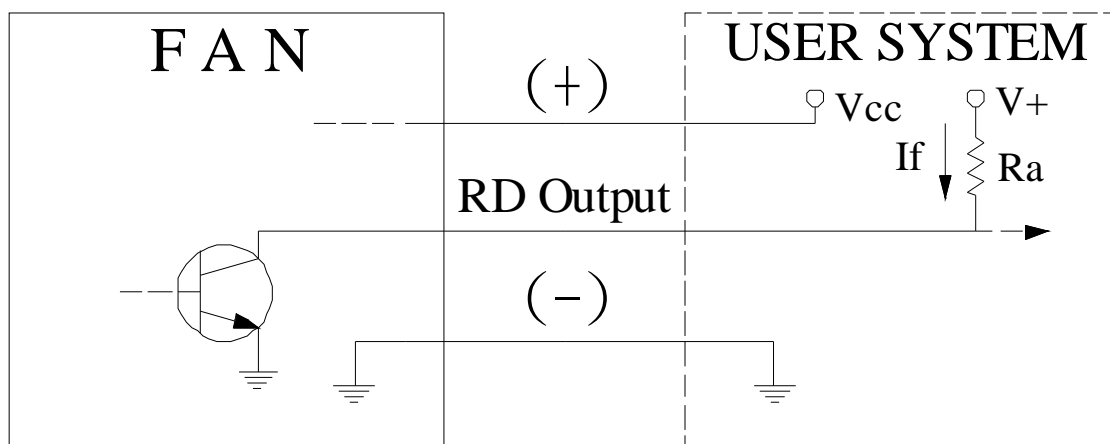 F A N
USER SYSTEM
(+)
Vcc
V+
If
Ra
RD Output
(-)